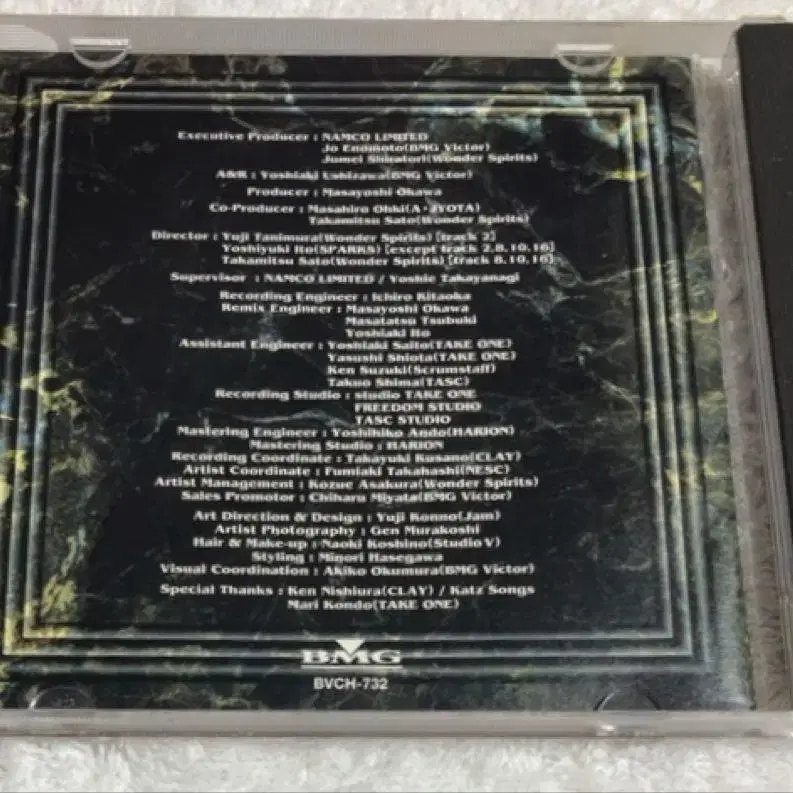 Executive Producer : NAMCO LIMITED
Jo Enomoto(BMG Victor)
Jumei Shiratori(Wonder Spirits)
A&R : Yoshiaki Ushizawa(BMG Victor)
Producer : Masayoshi Okawa
Co-Producer : Masahiro Ohki(A・JYOTA)
Takamitsu Sato(Wonder Spirits)
Director : Yuji Tanimura(Wonder Spirits) [track 2]
Yoshiyuki Ito(SPARKS) [except track 2.8.10.16]
Takamitsu Sato(Wonder Spirits) [track 8.10.16]
Supervisor : NAMCO LIMITED / Yoshie Takayanagi
Recording Engineer : Ichiro Kitaoka
Remix Engineer : Masayoshi Okawa
Masatatsu Tsubuki
Yoshiaki Ito
Assistant Engineer : Yoshiaki Saito(TAKE ONE)
Yasushi Shiota(TAKE ONE)
Ken Suzuki(Scrumstaff)
Takuo Shima(TASC)
Recording Studio : studio TAKE ONE
FREEDOM STUDIO
TASC STUDIO
Mastering Engineer : Yoshihiko Ando(HARION)
Mastering Studio : HARION
Recording Coordinate : Takayuki Kusano(CLAY)
Artist Coordinate : Fumiaki Takahashi(NESC)
Artist Management : Kozue Asakura(Wonder Spirits)
Sales Promotor : Chiharu Miyata(BMG Victor)
Art Direction & Design : Yuji Konno(Jam)
Artist Photography : Gen Murakoshi
Hair & Make-up : Naoki Koshino(Studio V)
Styling : Minori Hasegawa
Visual Coordination : Akiko Okumura(BMG Victor)
Special Thanks : Ken Nishiura(CLAY) / Katz Songs
Mari Kondo(TAKE ONE)
BMG
BVCH-732